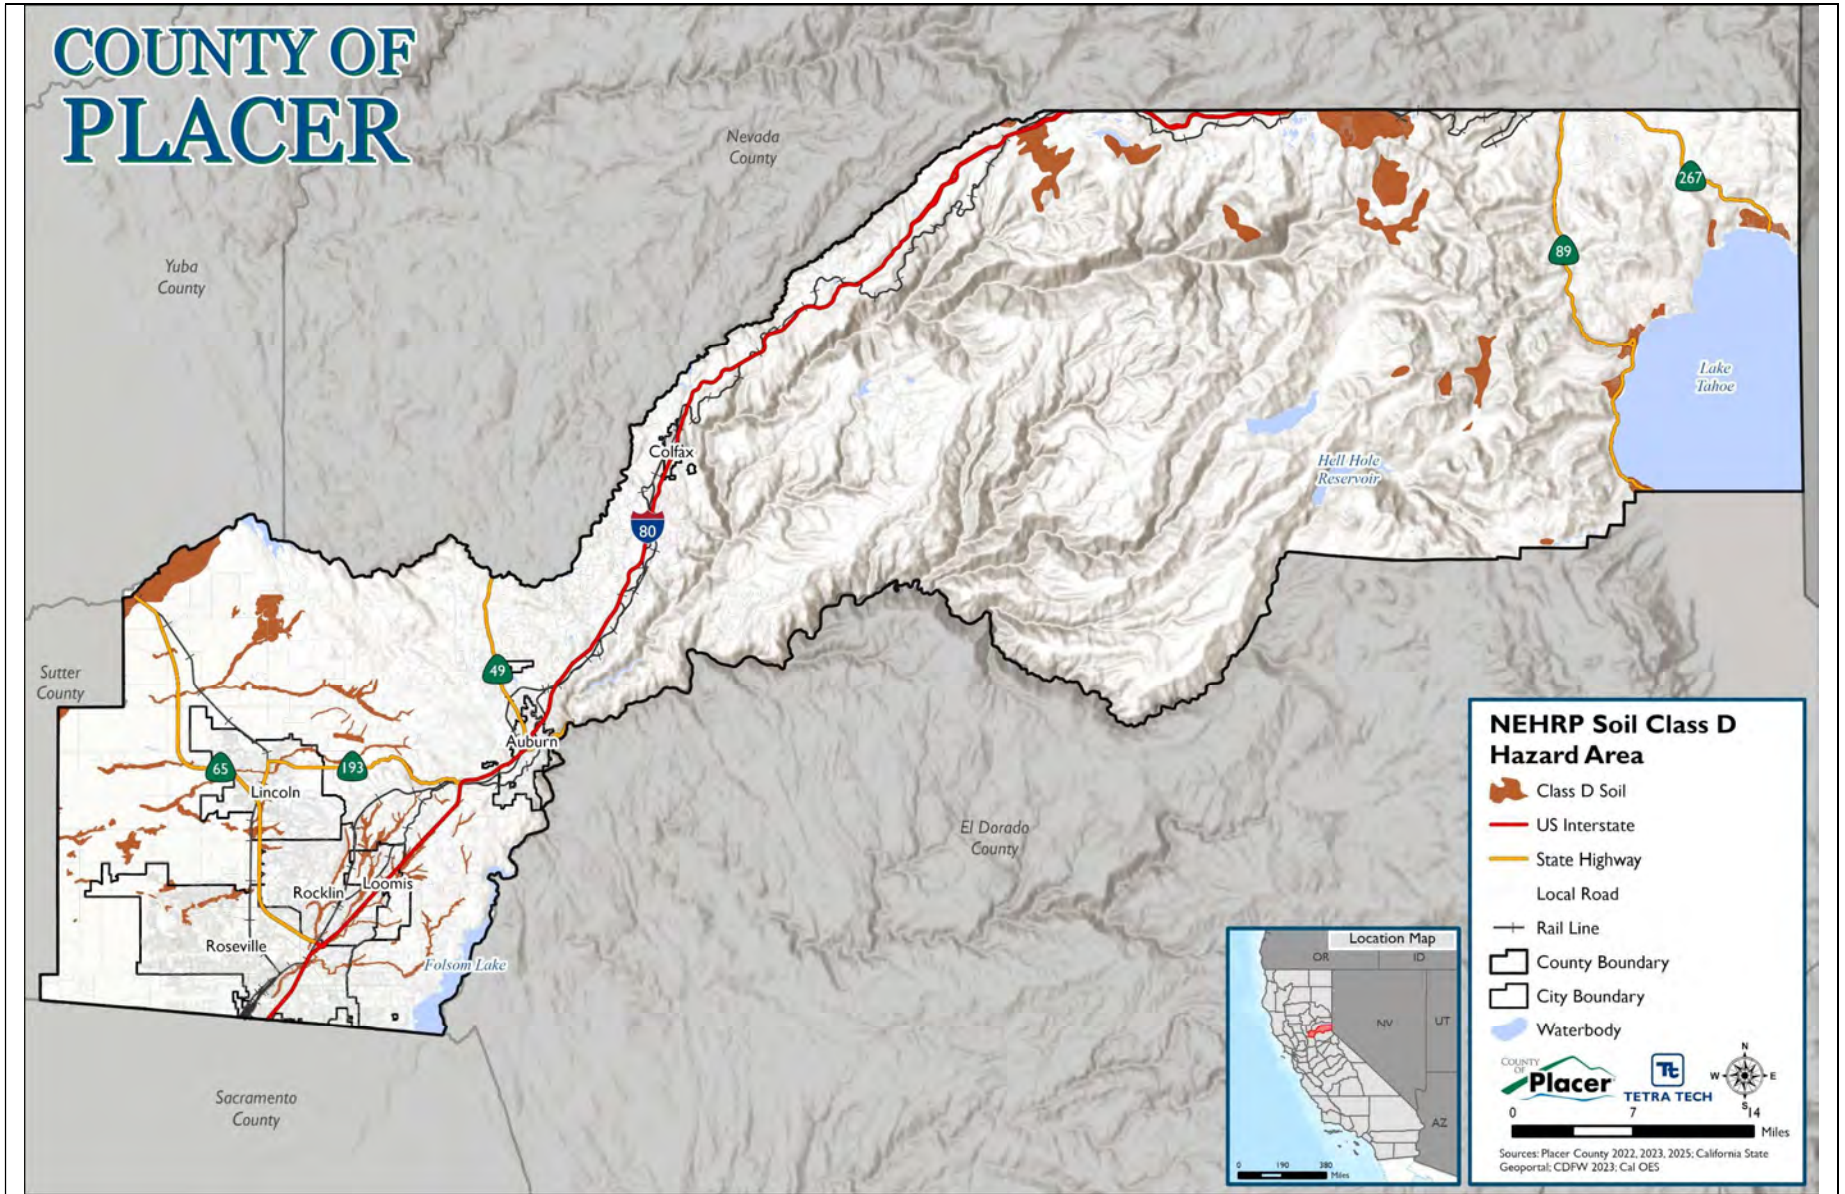 COUNTY OF
PLACER
Nevada
County
Yuba
County
267
89
Lake
Tahoe
Colfax
Hell Hole
Reservoir
80
Sutter
County
49
Auburn
65
193
Lincoln
El Dorado
County
Rocklin
Loomis
Roseville
Folsom Lake
Sacramento
County
Location Map
OR
ID
NV
UT
AZ
0 190 380
Miles
NEHRP Soil Class D
Hazard Area
Class D Soil
US Interstate
State Highway
Local Road
Rail Line
County Boundary
City Boundary
Waterbody
COUNTY
OF
Placer
Tt
TETRA TECH
N
W E
S
0 7 14
Miles
Sources: Placer County 2022, 2023, 2025; California State
Geoportal; CDFW 2023; Cal OES